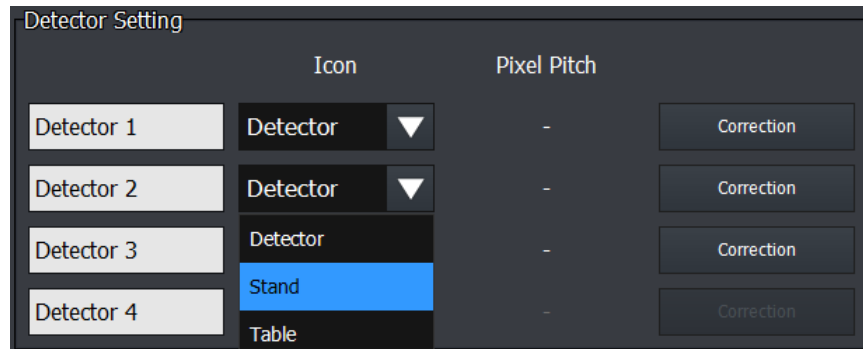 Detector Setting
Icon Pixel Pitch
Detector 1 Detector - Correction
Detector 2 Detector - Correction
Detector 3 Detector - Correction
Detector 4 Stand - Correction
Table